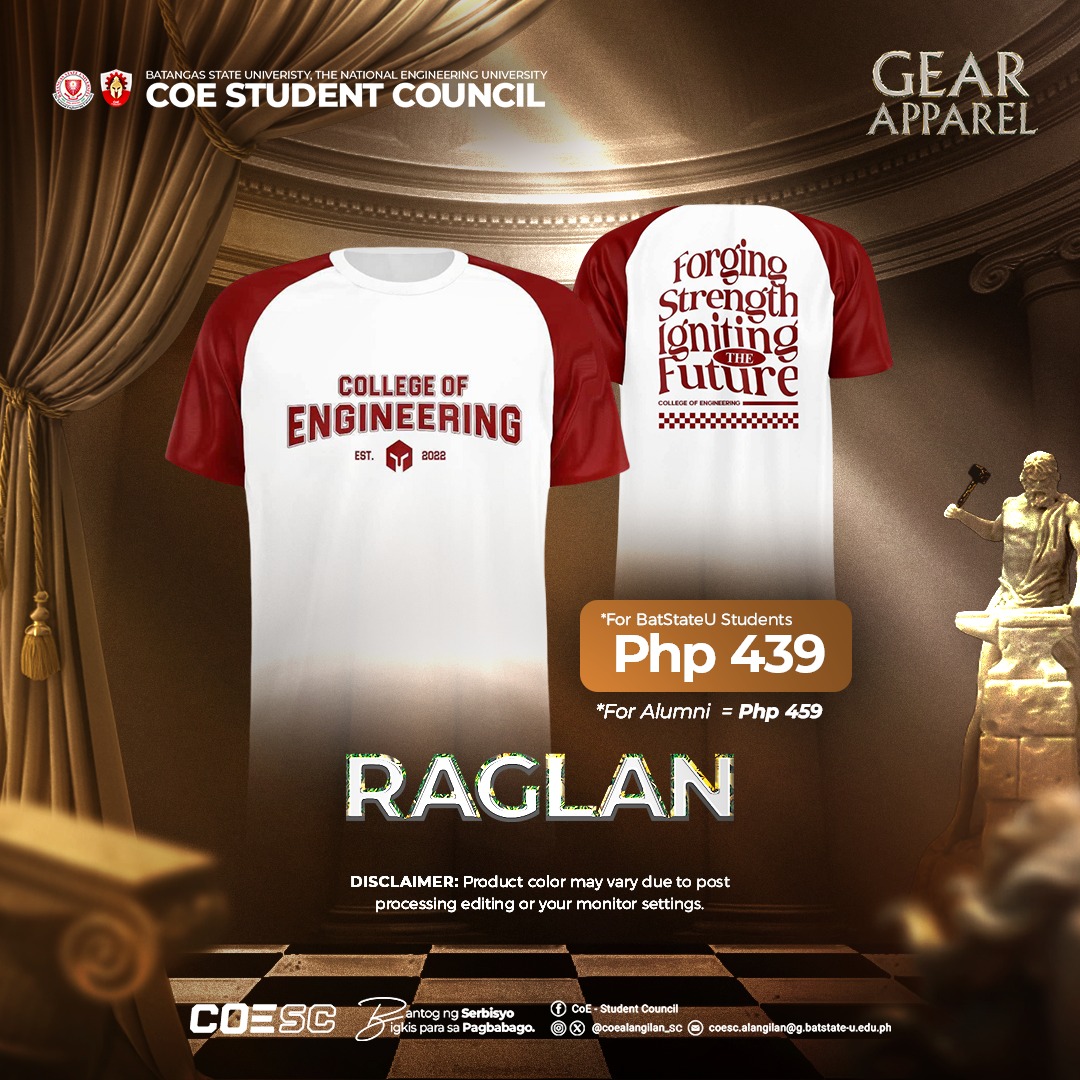 BATANGAS STATE UNIVERISTY, THE NATIONAL ENGINEERING UNIVERSITY
COE STUDENT COUNCIL
GEAR
APPAREL
COLLEGE OF
ENGINEERING
EST. 2022
Forging
Strength
Igniting
THE
Future
COLLEGE OF ENGINEERING
*For BatStateU Students
Php 439
*For Alumni = Php 459
RAGLAN
DISCLAIMER: Product color may vary due to post
processing editing or your monitor settings.
COESC
Bantog ng Serbisyo
Bigkis para sa Pagbabago.
CoE - Student Council
@coealangilan_sc coesc.alangilan@g.batstate-u.edu.ph